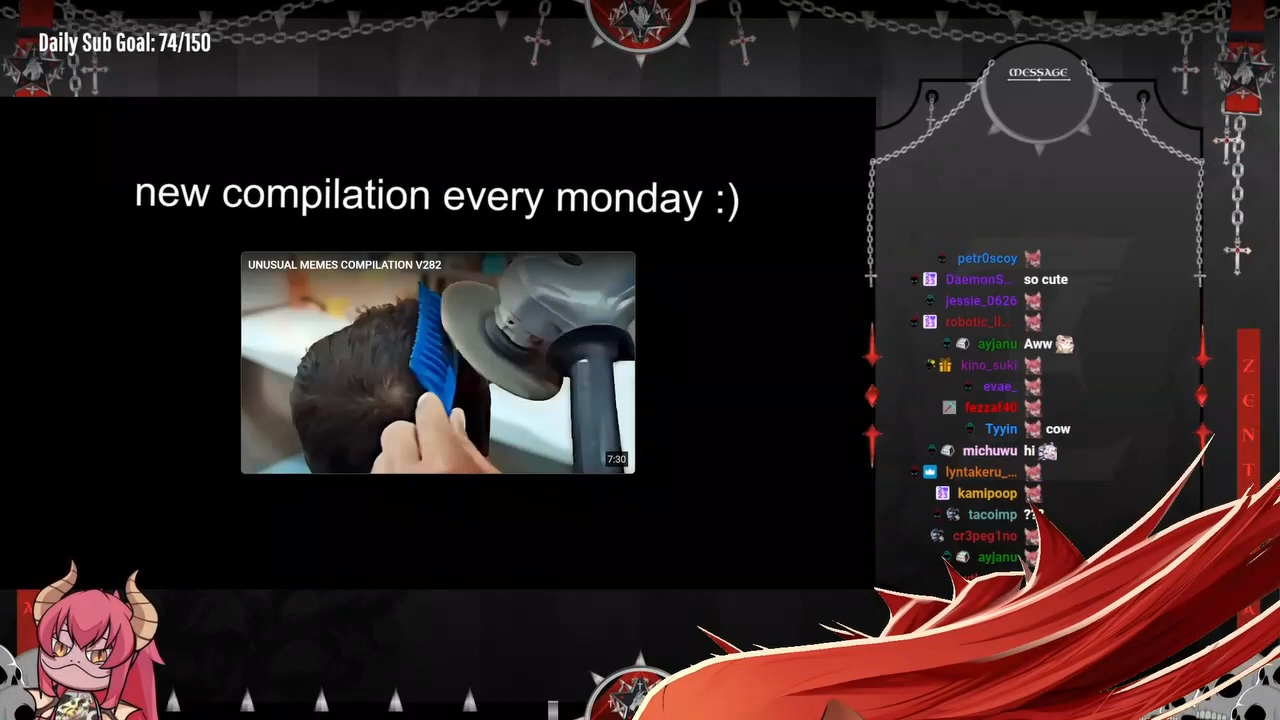 Daily Sub Goal: 74/150
MESSAGE
new compilation every monday :)
UNUSUAL MEMES COMPILATION V282
7:30
petr0scoy
DaemonS... so cute
jessie_0626
robotic_li...
ayjanu Aww
kino_suki
evae_
fezzaf40
Tyyin cow
michuwu hi
lyntakeru_...
kamipoop
tacoimp ???
cr3peg1no
ayjanu
Z
E
N
T
A
A